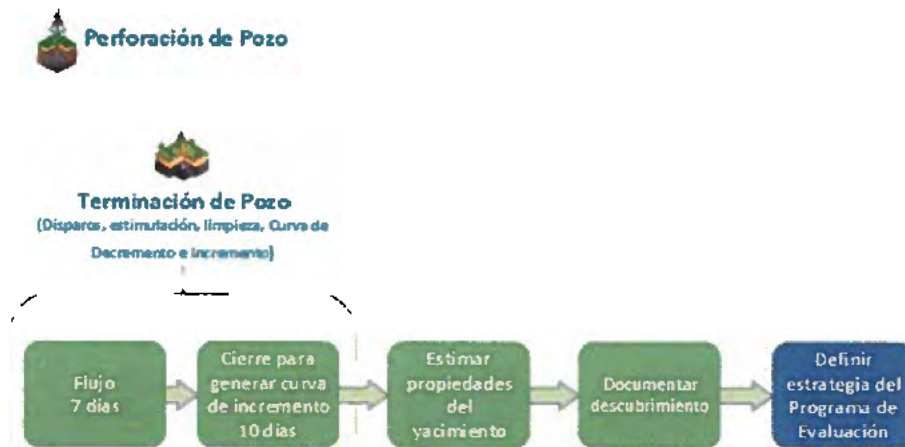 Perforación de Pozo
Terminación de Pozo
(Disparos, estimulación, limpieza, Curva de
Decremento e Incremento)
Flujo
7 días
Cierre para
generar curva
de incremento
10 días
Estimar
propiedades
del
yacimiento
Documentar
descubrimiento
Definir
estrategia del
Programa de
Evaluación